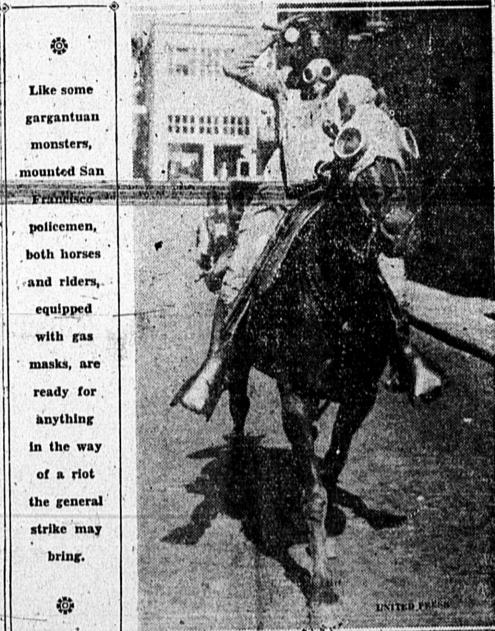 Like some
gargantuan
monsters,
mounted San
Francisco
policemen,
both horses
and riders,
equipped
with gas
masks, are
ready for
anything
in the way
of a riot
the general
strike may
bring.
UNITED PRESS